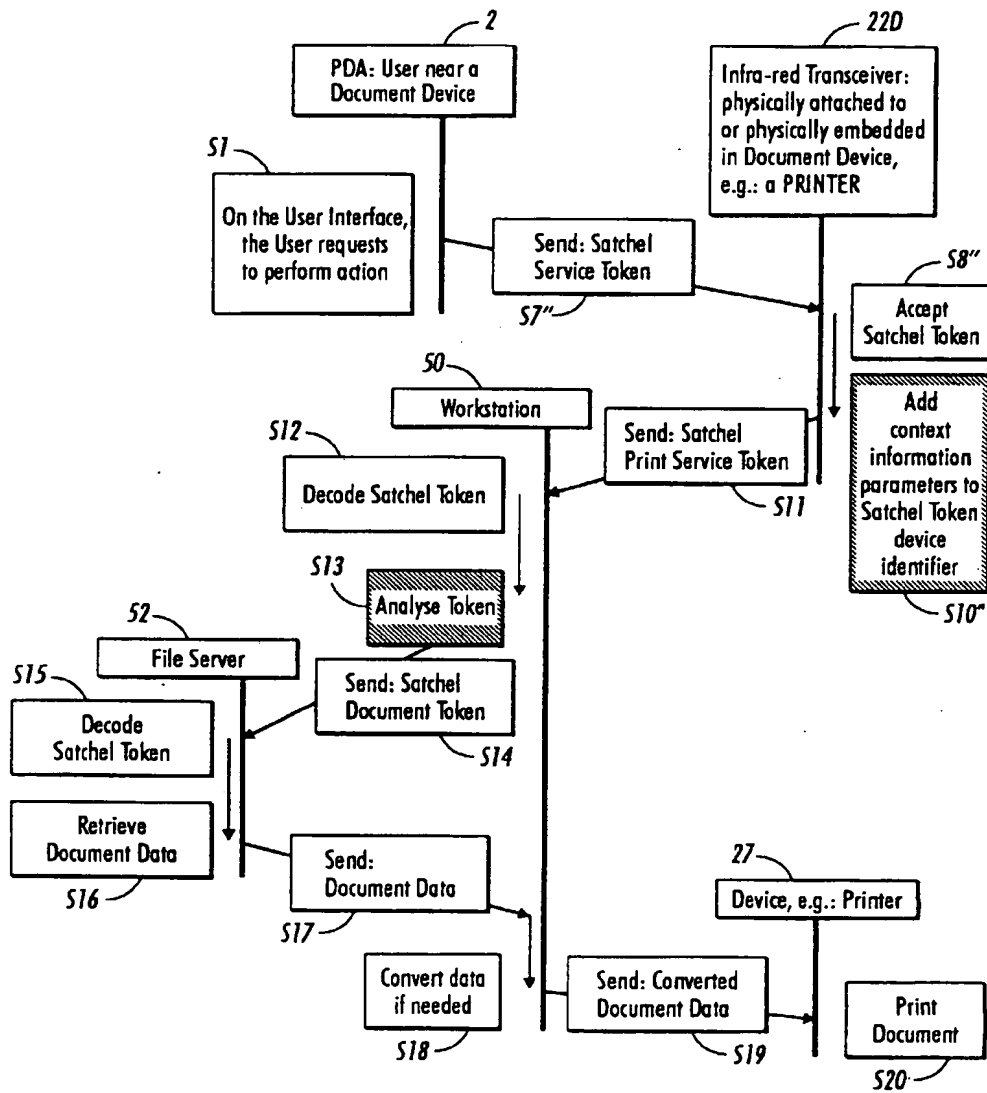 2
PDA: User near a
Document Device
22D
Infra-red Transceiver:
physically attached to
or physically embedded
in Document Device,
e.g.: a PRINTER
S1
On the User Interface,
the User requests
to perform action
Send: Satchel
Service Token
S7"
S8"
Accept
Satchel Token
50
Workstation
S12
Decode Satchel Token
Send: Satchel
Print Service Token
S11
Add
context
information
parameters to
Satchel Token
device
identifier
S10"
S13
Analyse Token
52
File Server
S15
Decode
Satchel Token
Send: Satchel
Document Token
S14
Retrieve
Document Data
S16
Send:
Document Data
S17
27
Device, e.g.: Printer
Convert data
if needed
S18
Send: Converted
Document Data
S19
Print
Document
S20